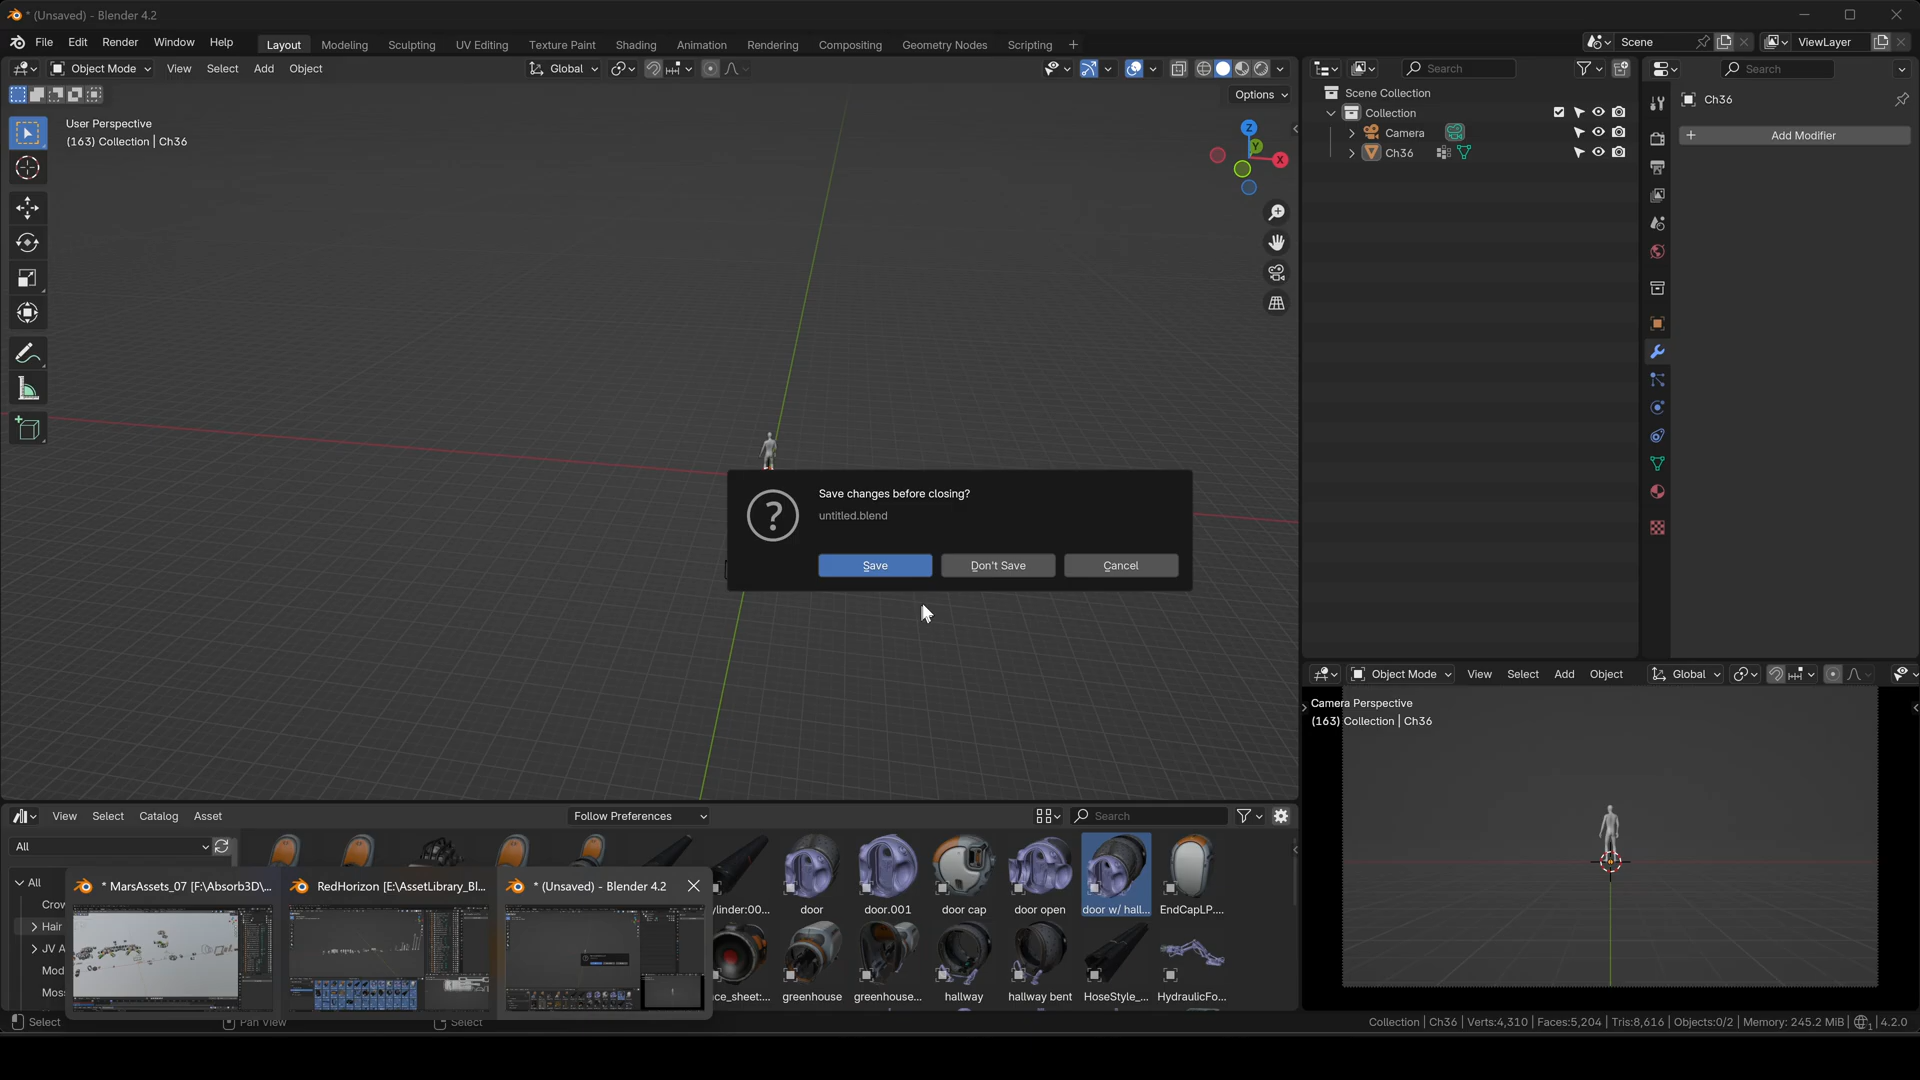 * (Unsaved) - Blender 4.2
File Edit Render Window Help
Layout Modeling Sculpting UV Editing Texture Paint Shading Animation Rendering Compositing Geometry Nodes Scripting +
Scene
ViewLayer
Object Mode View Select Add Object
Global
Search
Search
Options
User Perspective
(163) Collection | Ch36
Z
Y
X
Scene Collection
Collection
Camera
Ch36
Ch36
Add Modifier
Save changes before closing?
untitled.blend
Save Don't Save Cancel
Object Mode View Select Add Object Global
Camera Perspective
(163) Collection | Ch36
View Select Catalog Asset
Follow Preferences
Search
All
All
Hair
JV A
* MarsAssets_07 [F:\Absorb3D\...
RedHorizon [E:\AssetLibrary_Bl...
* (Unsaved) - Blender 4.2
ylinder:00... door door.001 door cap door open door w/ hall... EndCapLP....
ce_sheet:... greenhouse greenhouse... hallway hallway bent HoseStyle_... HydraulicFo...
Select
Pan View
Select
Collection | Ch36 | Verts:4,310 | Faces:5,204 | Tris:8,616 | Objects:0/2 | Memory: 245.2 MiB | 4.2.0